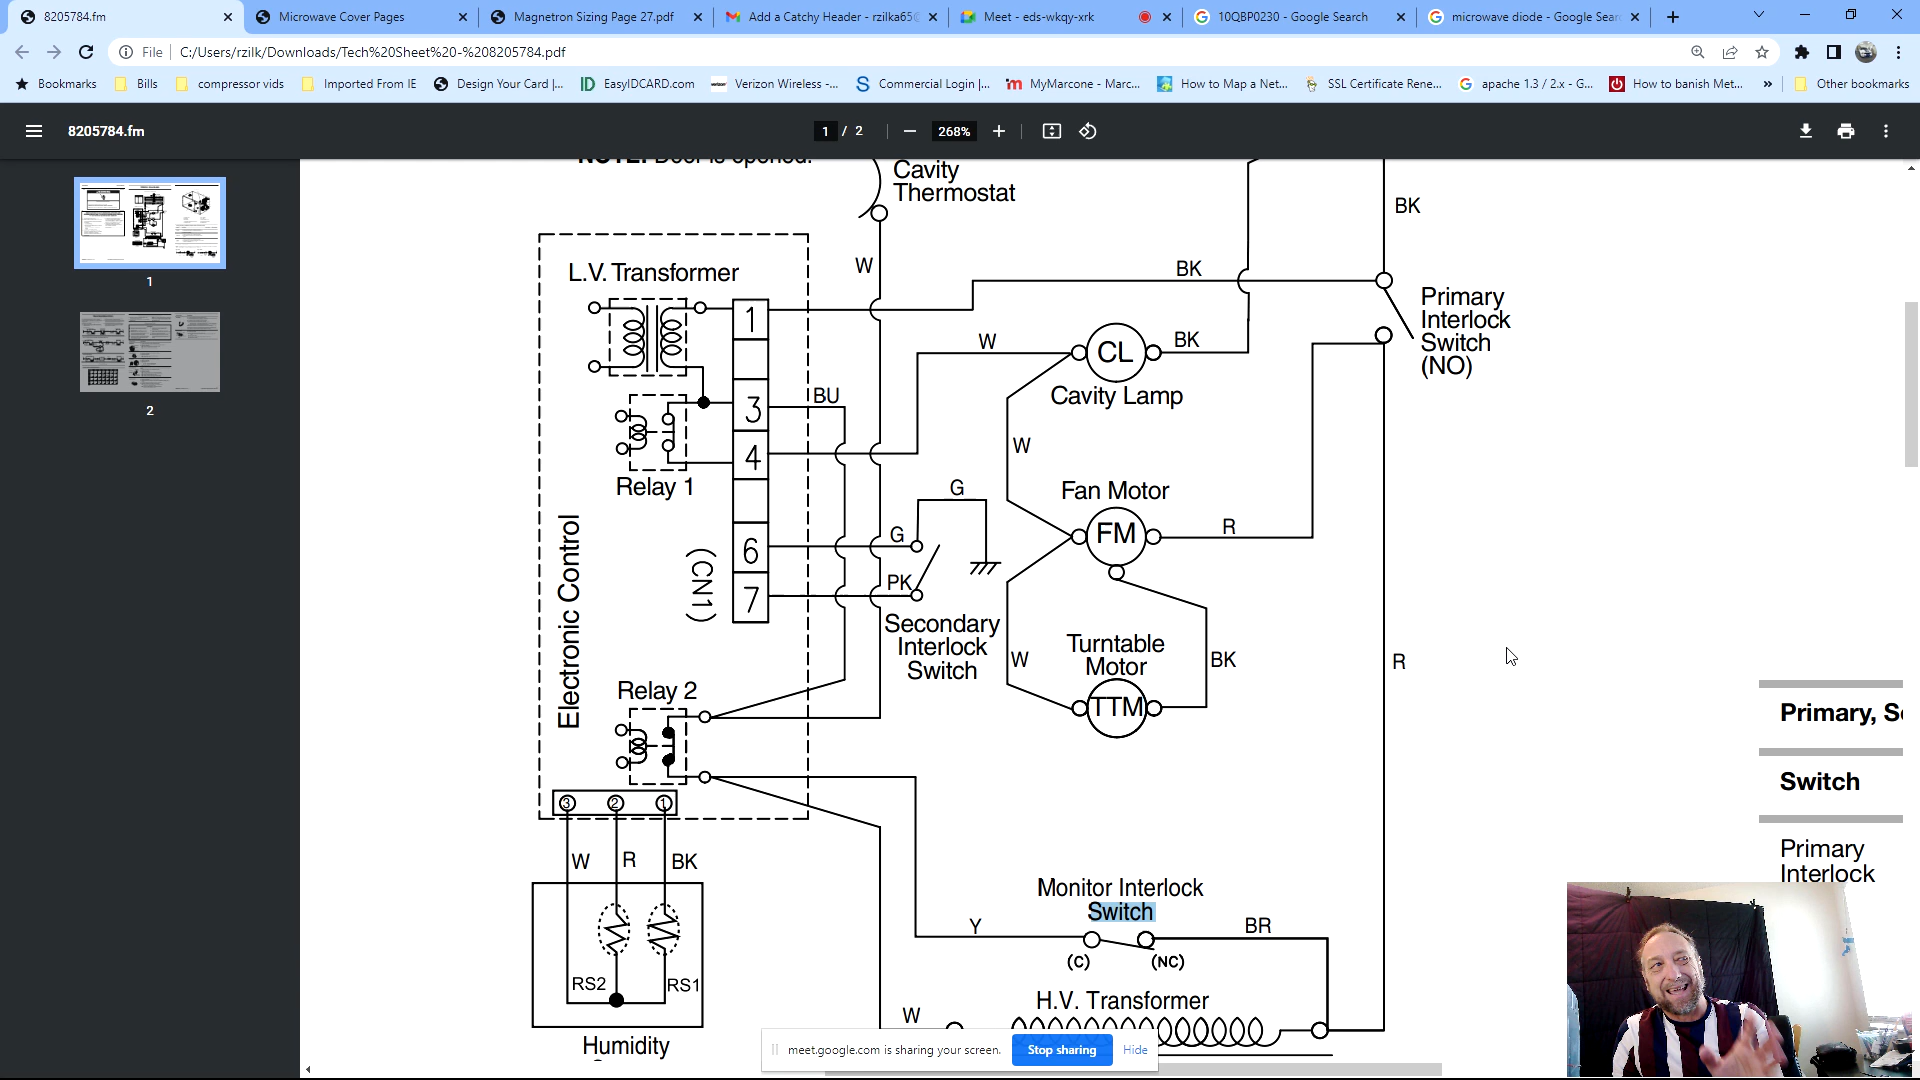 8205784.fm
Microwave Cover Pages
Magnetron Sizing Page 27.pdf
Add a Catchy Header - rzilka65
Meet - eds-wkqy-xrk
10QBP0230 - Google Search
microwave diode - Google Sear
File
C:/Users/rzilk/Downloads/Tech%20Sheet%20-%208205784.pdf
Bookmarks
Bills
compressor vids
Imported From IE
Design Your Card |...
EasyIDCARD.com
Verizon Wireless -...
Commercial Login |...
MyMarcone - Marc...
How to Map a Net...
SSL Certificate Rene...
apache 1.3 / 2.x - G...
How to banish Met...
»
Other bookmarks
8205784.fm
1 / 2
268%
1
2
NOTE: Door is opened.
Cavity
Thermostat
BK
W
L.V. Transformer
BK
1
Primary
Interlock
Switch
(NO)
W
CL
BK
Cavity Lamp
BU
3
W
4
Relay 1
G
Fan Motor
FM
R
G
6
(CN1)
Electronic Control
PK
7
Secondary
Interlock
Switch
Turntable
Motor
W
BK
R
TTM
Relay 2
3
2
1
W
R
BK
RS2
RS1
Humidity
Monitor Interlock
Switch
Y
BR
(C)
(NC)
H.V. Transformer
W
Primary, S
Switch
Primary
Interlock
meet.google.com is sharing your screen.
Stop sharing
Hide